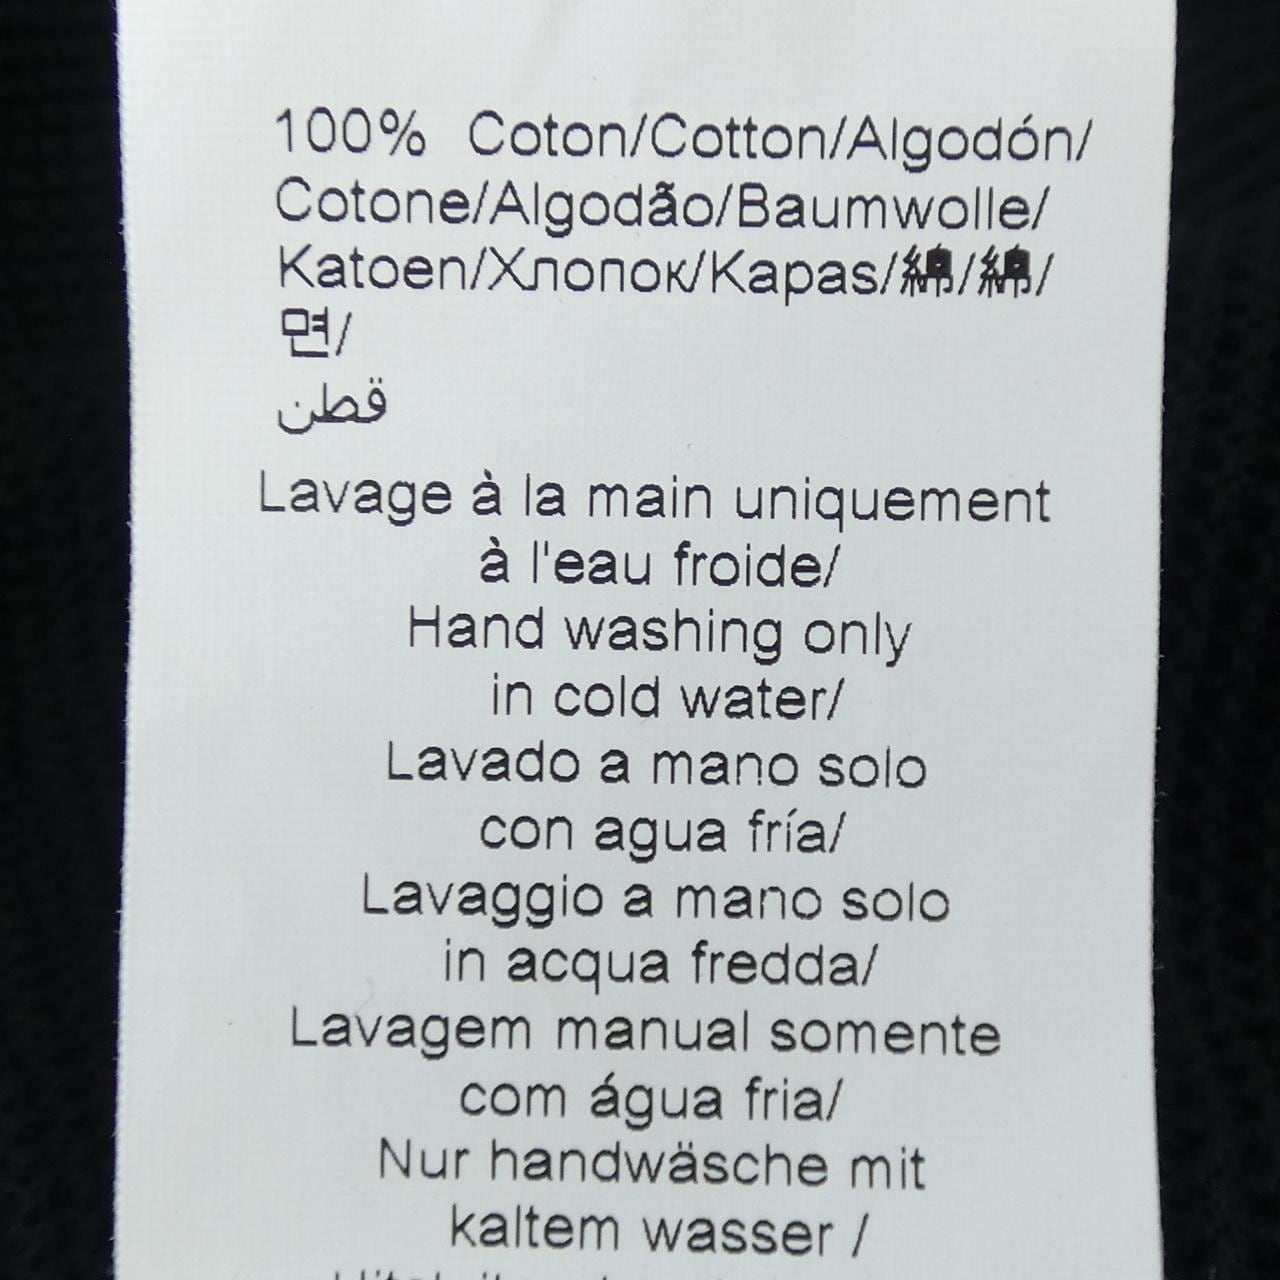 100% Coton/Cotton/Algodón/
Cotone/Algodão/Baumwolle/
Katoen/Хлопок/Kapas/綿/綿/
면/
قطن
Lavage à la main uniquement
à l'eau froide/
Hand washing only
in cold water/
Lavado a mano solo
con agua fría/
Lavaggio a mano solo
in acqua fredda/
Lavagem manual somente
com água fria/
Nur handwäsche mit
kaltem wasser /